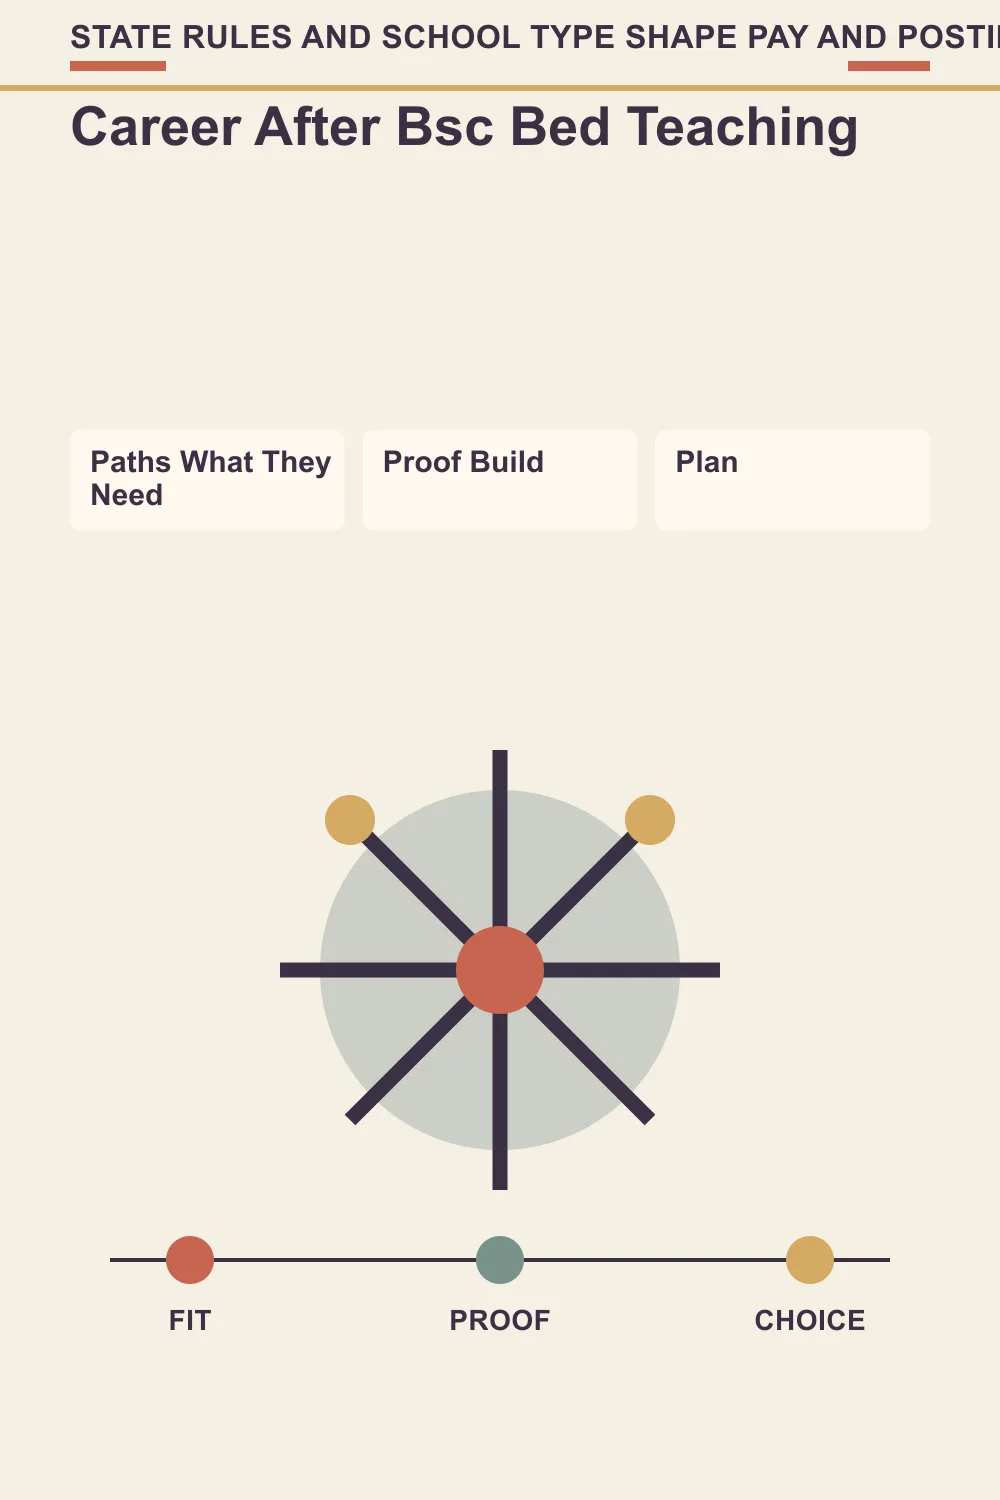 STATE RULES AND SCHOOL TYPE SHAPE PAY AND
Career After Bsc Bed Teaching
Paths What They
Need
Proof Build
Plan
FIT
PROOF
CHOICE